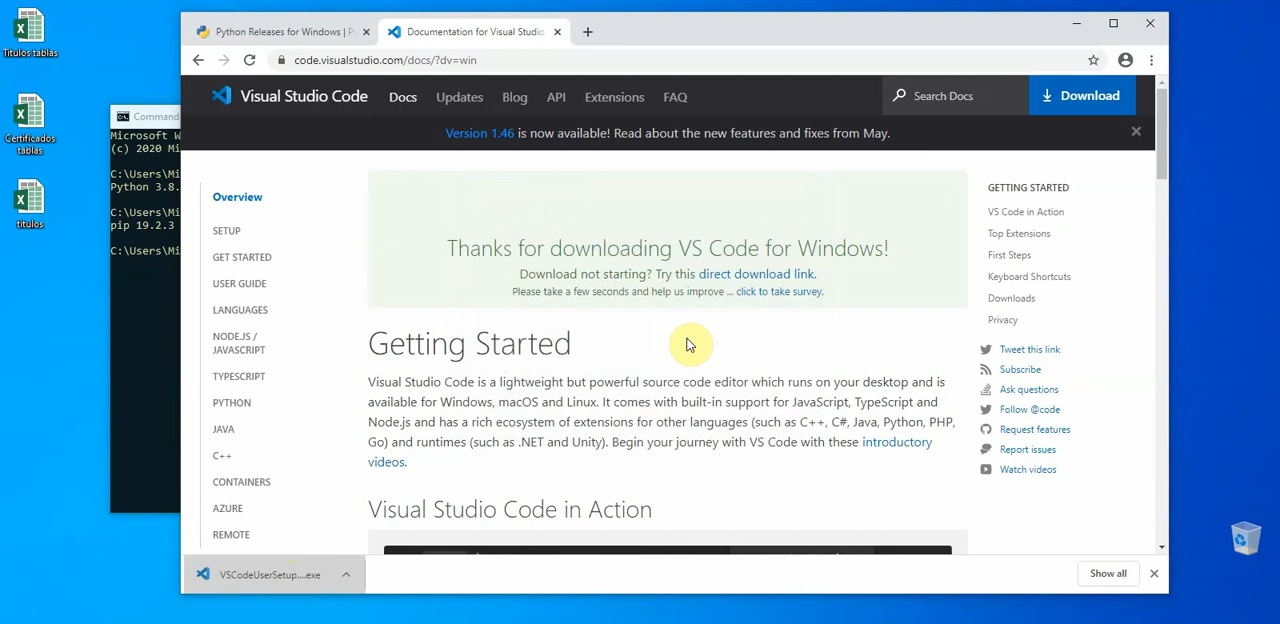 Titulos tablas
Certificados
tablas
titulos
Command
Microsoft W
(c) 2020 Mi
C:\Users\Mi
Python 3.8.
C:\Users\Mi
pip 19.2.3
C:\Users\Mi
Python Releases for Windows | P
Documentation for Visual Studio
code.visualstudio.com/docs/?dv=win
Visual Studio Code
Docs
Updates
Blog
API
Extensions
FAQ
Search Docs
Download
Version 1.46 is now available! Read about the new features and fixes from May.
Overview
SETUP
GET STARTED
USER GUIDE
LANGUAGES
NODE.JS /
JAVASCRIPT
TYPESCRIPT
PYTHON
JAVA
C++
CONTAINERS
AZURE
REMOTE
Thanks for downloading VS Code for Windows!
Download not starting? Try this direct download link.
Please take a few seconds and help us improve ... click to take survey.
Getting Started
Visual Studio Code is a lightweight but powerful source code editor which runs on your desktop and is
available for Windows, macOS and Linux. It comes with built-in support for JavaScript, TypeScript and
Node.js and has a rich ecosystem of extensions for other languages (such as C++, C#, Java, Python, PHP,
Go) and runtimes (such as .NET and Unity). Begin your journey with VS Code with these introductory
videos.
Visual Studio Code in Action
GETTING STARTED
VS Code in Action
Top Extensions
First Steps
Keyboard Shortcuts
Downloads
Privacy
Tweet this link
Subscribe
Ask questions
Follow @code
Request features
Report issues
Watch videos
VSCodeUserSetup....exe
Show all